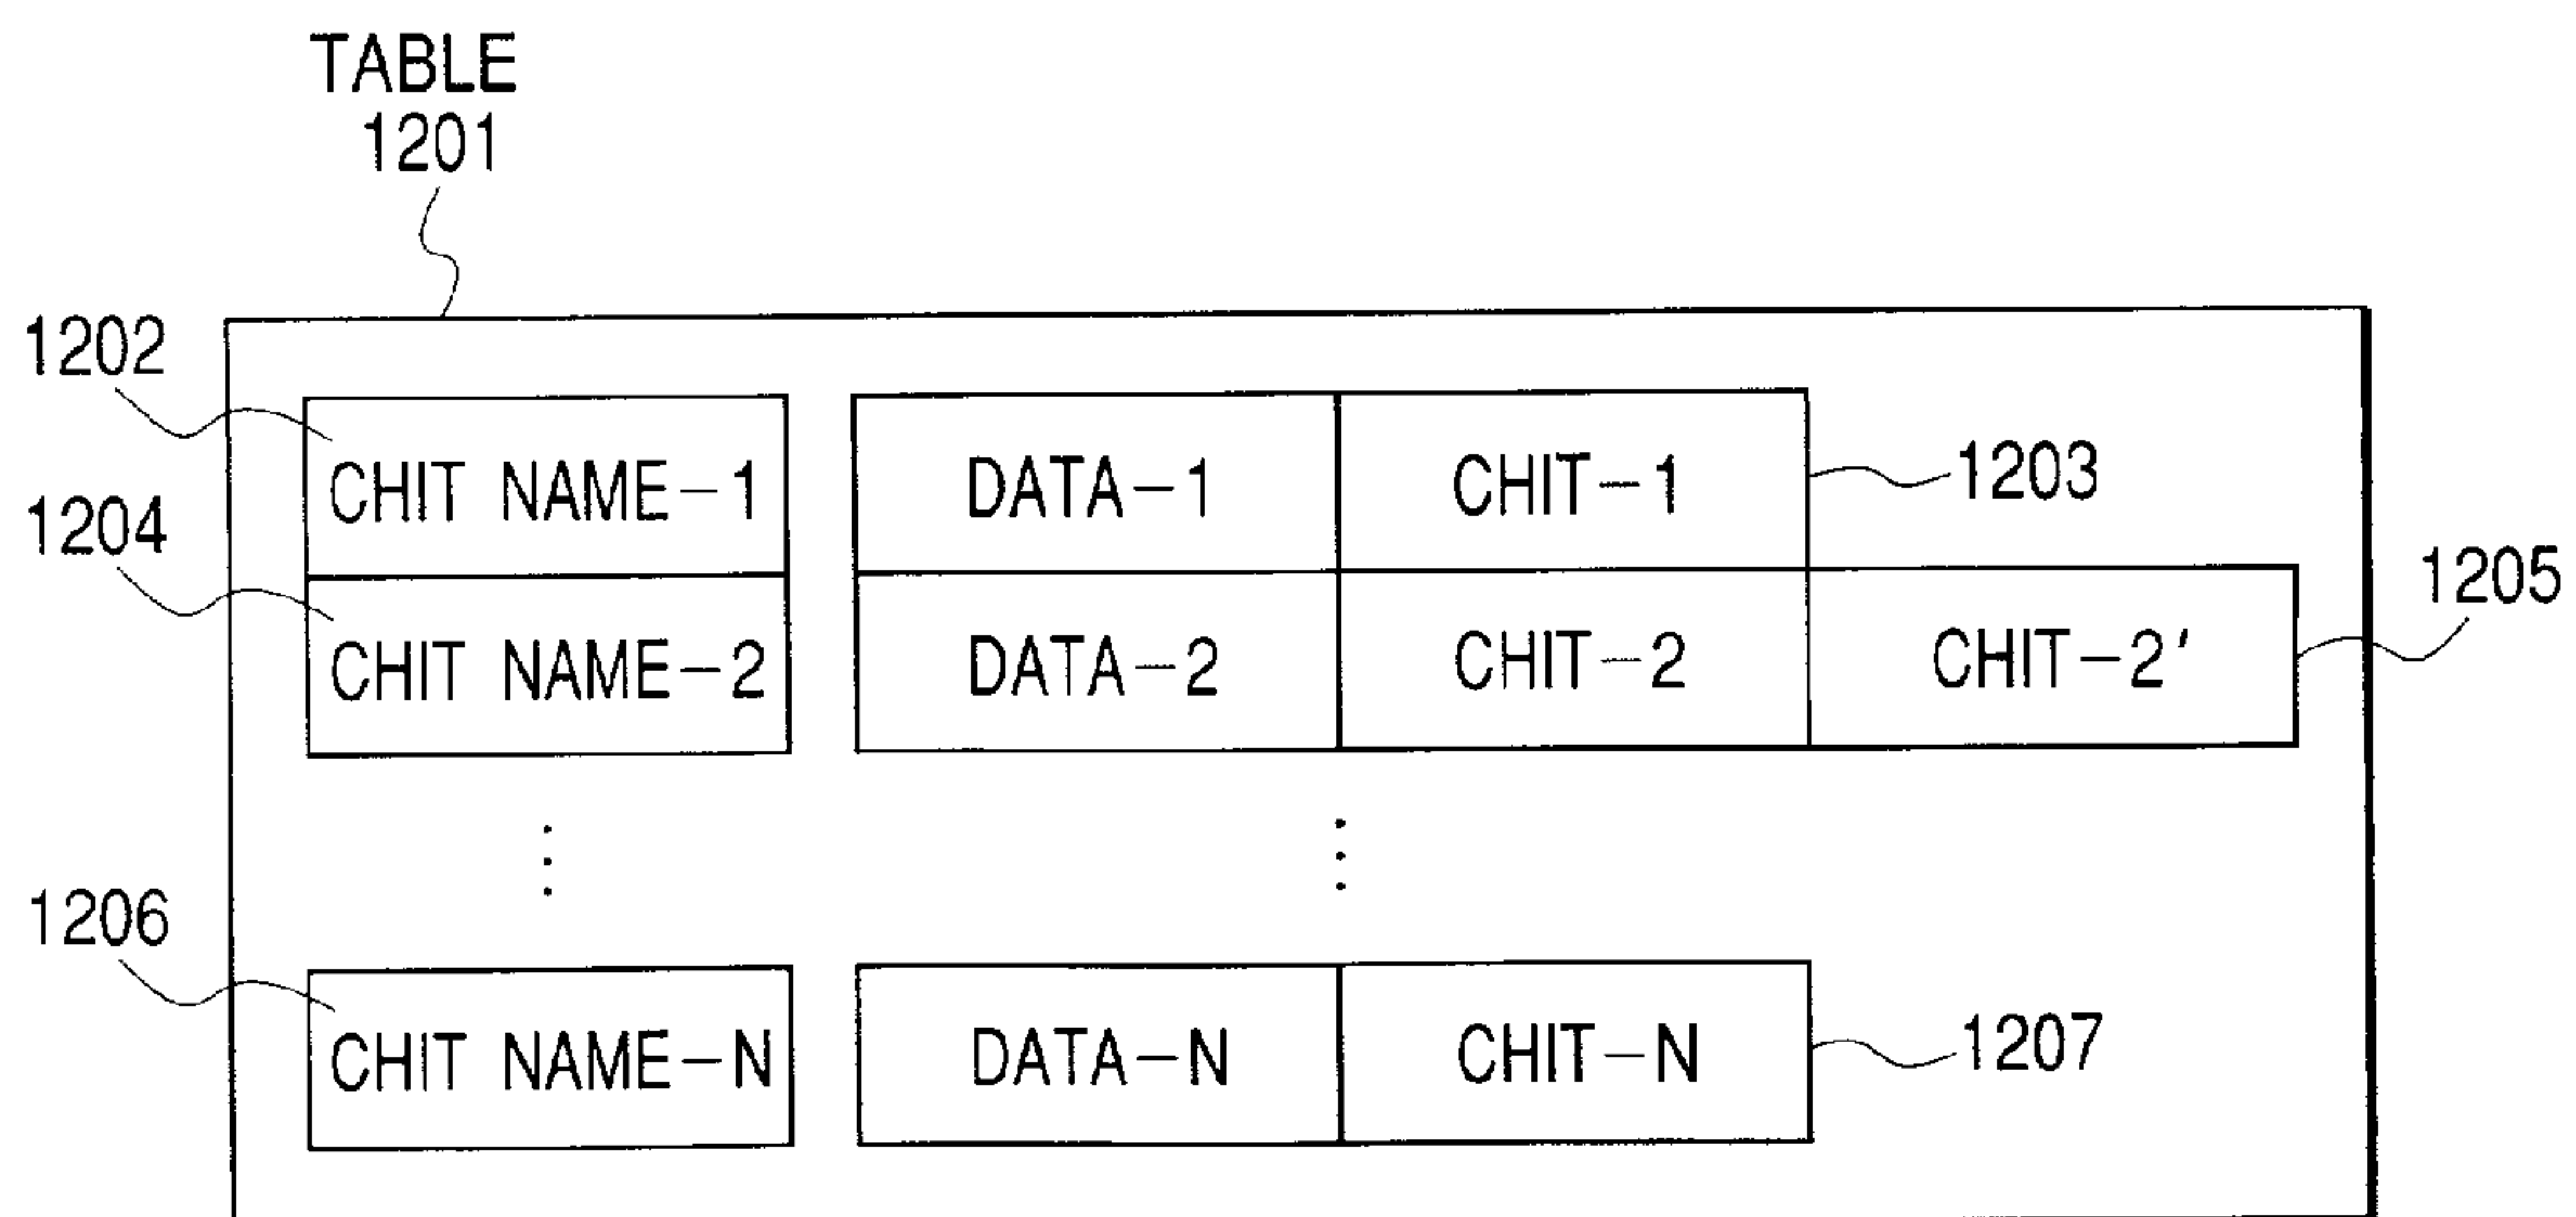 TABLE
1201
1202
CHIT NAME-1 DATA-1 CHIT-1 1203
1204
CHIT NAME-2 DATA-2 CHIT-2 CHIT-2' 1205
1206
CHIT NAME-N DATA-N CHIT-N 1207